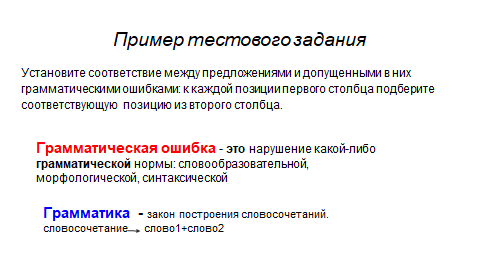 Пример тестового задания
Установите соответствие между предложениями и допущенными в них
грамматическими ошибками: к каждой позиции первого столбца подберите
соответствующую позицию из второго столбца.
Грамматическая ошибка - это нарушение какой-либо
грамматической нормы: словообразовательной,
морфологической, синтаксической
Грамматика - закон построения словосочетаний.
словосочетание → слово1+слово2